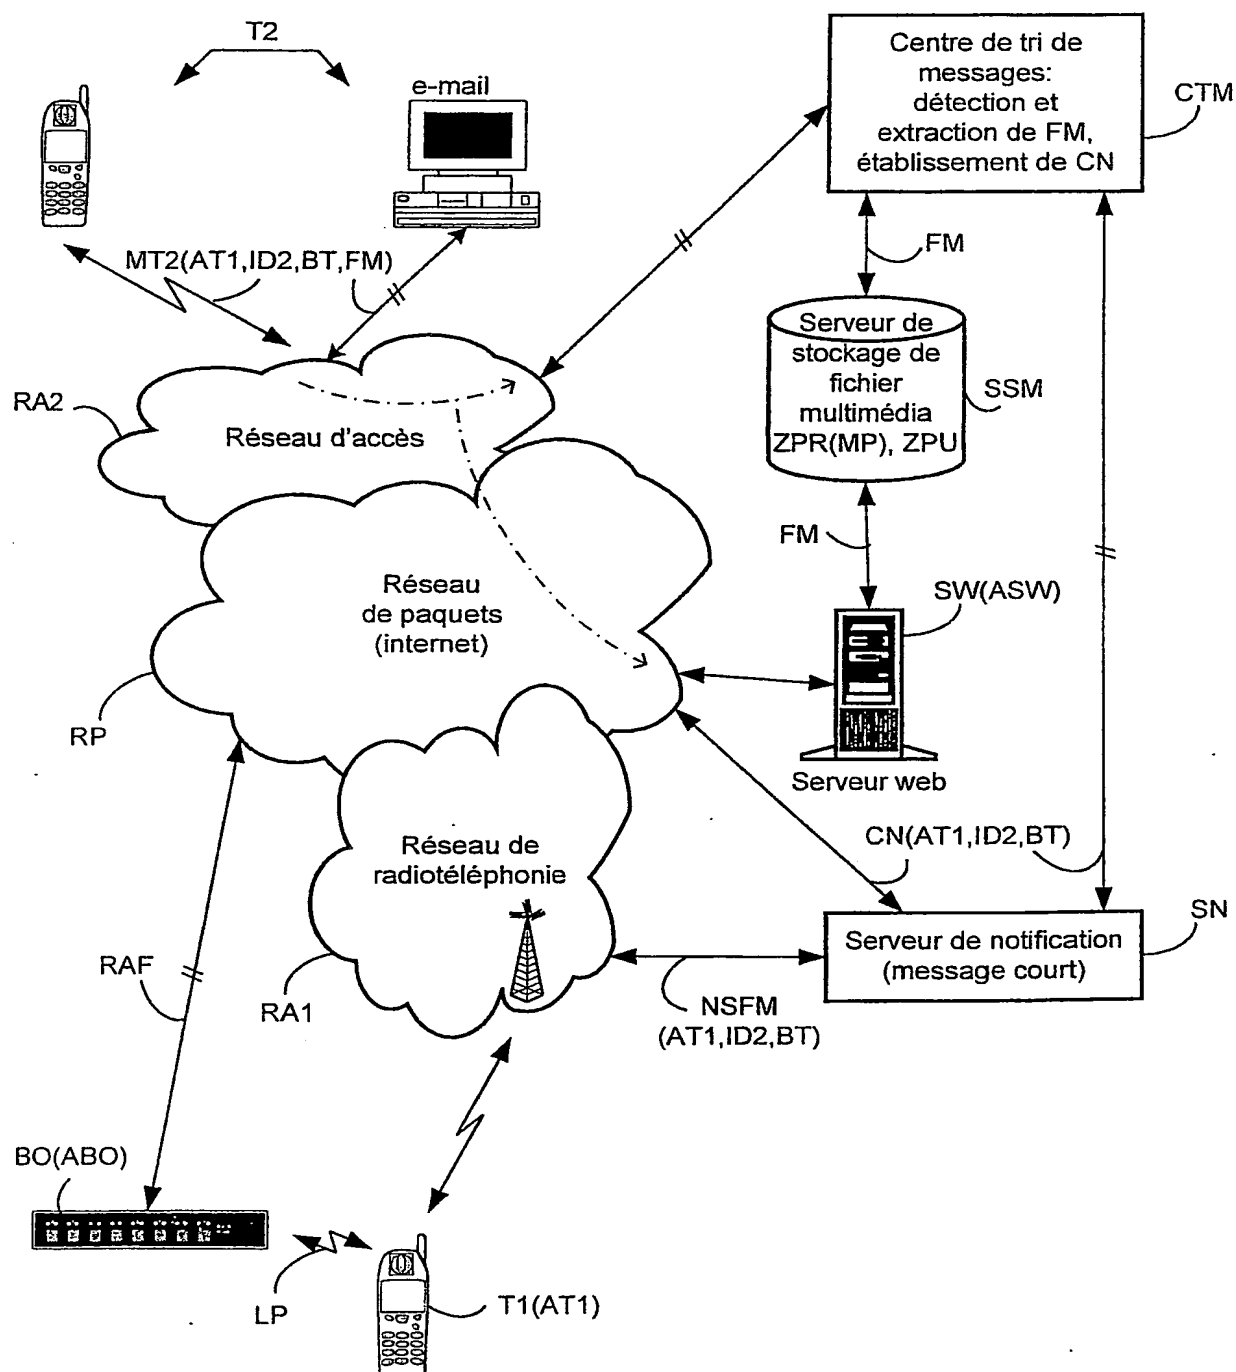 T2
e-mail
Centre de tri de
messages:
détection et
extraction de FM,
établissement de CN
CTM
MT2(AT1,ID2,BT,FM)
FM
Serveur de
stockage de
fichier
multimédia
ZPR(MP), ZPU
SSM
RA2
Réseau d'accès
FM
Réseau
de paquets
(internet)
SW(ASW)
RP
Serveur web
Réseau de
radiotéléphonie
CN(AT1,ID2,BT)
SN
Serveur de notification
(message court)
RAF
RA1
NSFM
(AT1,ID2,BT)
BO(ABO)
LP
T1(AT1)